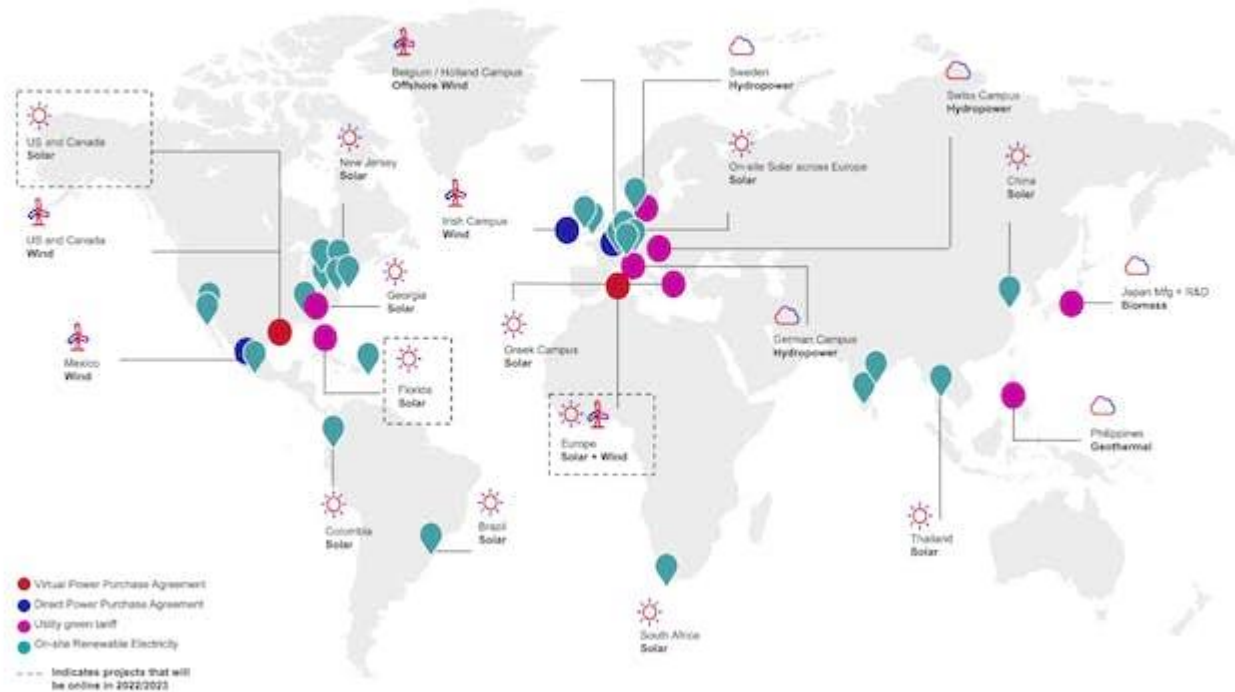 Belgium / Holland Campus
Offshore Wind
Sweden
Hydropower
Swiss Campus
Hydropower
US and Canada
Solar
New Jersey
Solar
On-site Solar across Europe
Solar
China
Solar
US and Canada
Wind
Irish Campus
Wind
Georgia
Solar
Japan Mfg + R&D
Biomass
Mexico
Wind
Florida
Solar
Greek Campus
Solar
German Campus
Hydropower
Europe
Solar + Wind
Philippines
Geothermal
Columbia
Solar
Brazil
Solar
Thailand
Solar
South Africa
Solar
Virtual Power Purchase Agreement
Direct Power Purchase Agreement
Utility green tariff
On-site Renewable Electricity
Indicates projects that will
be online in 2022/2023